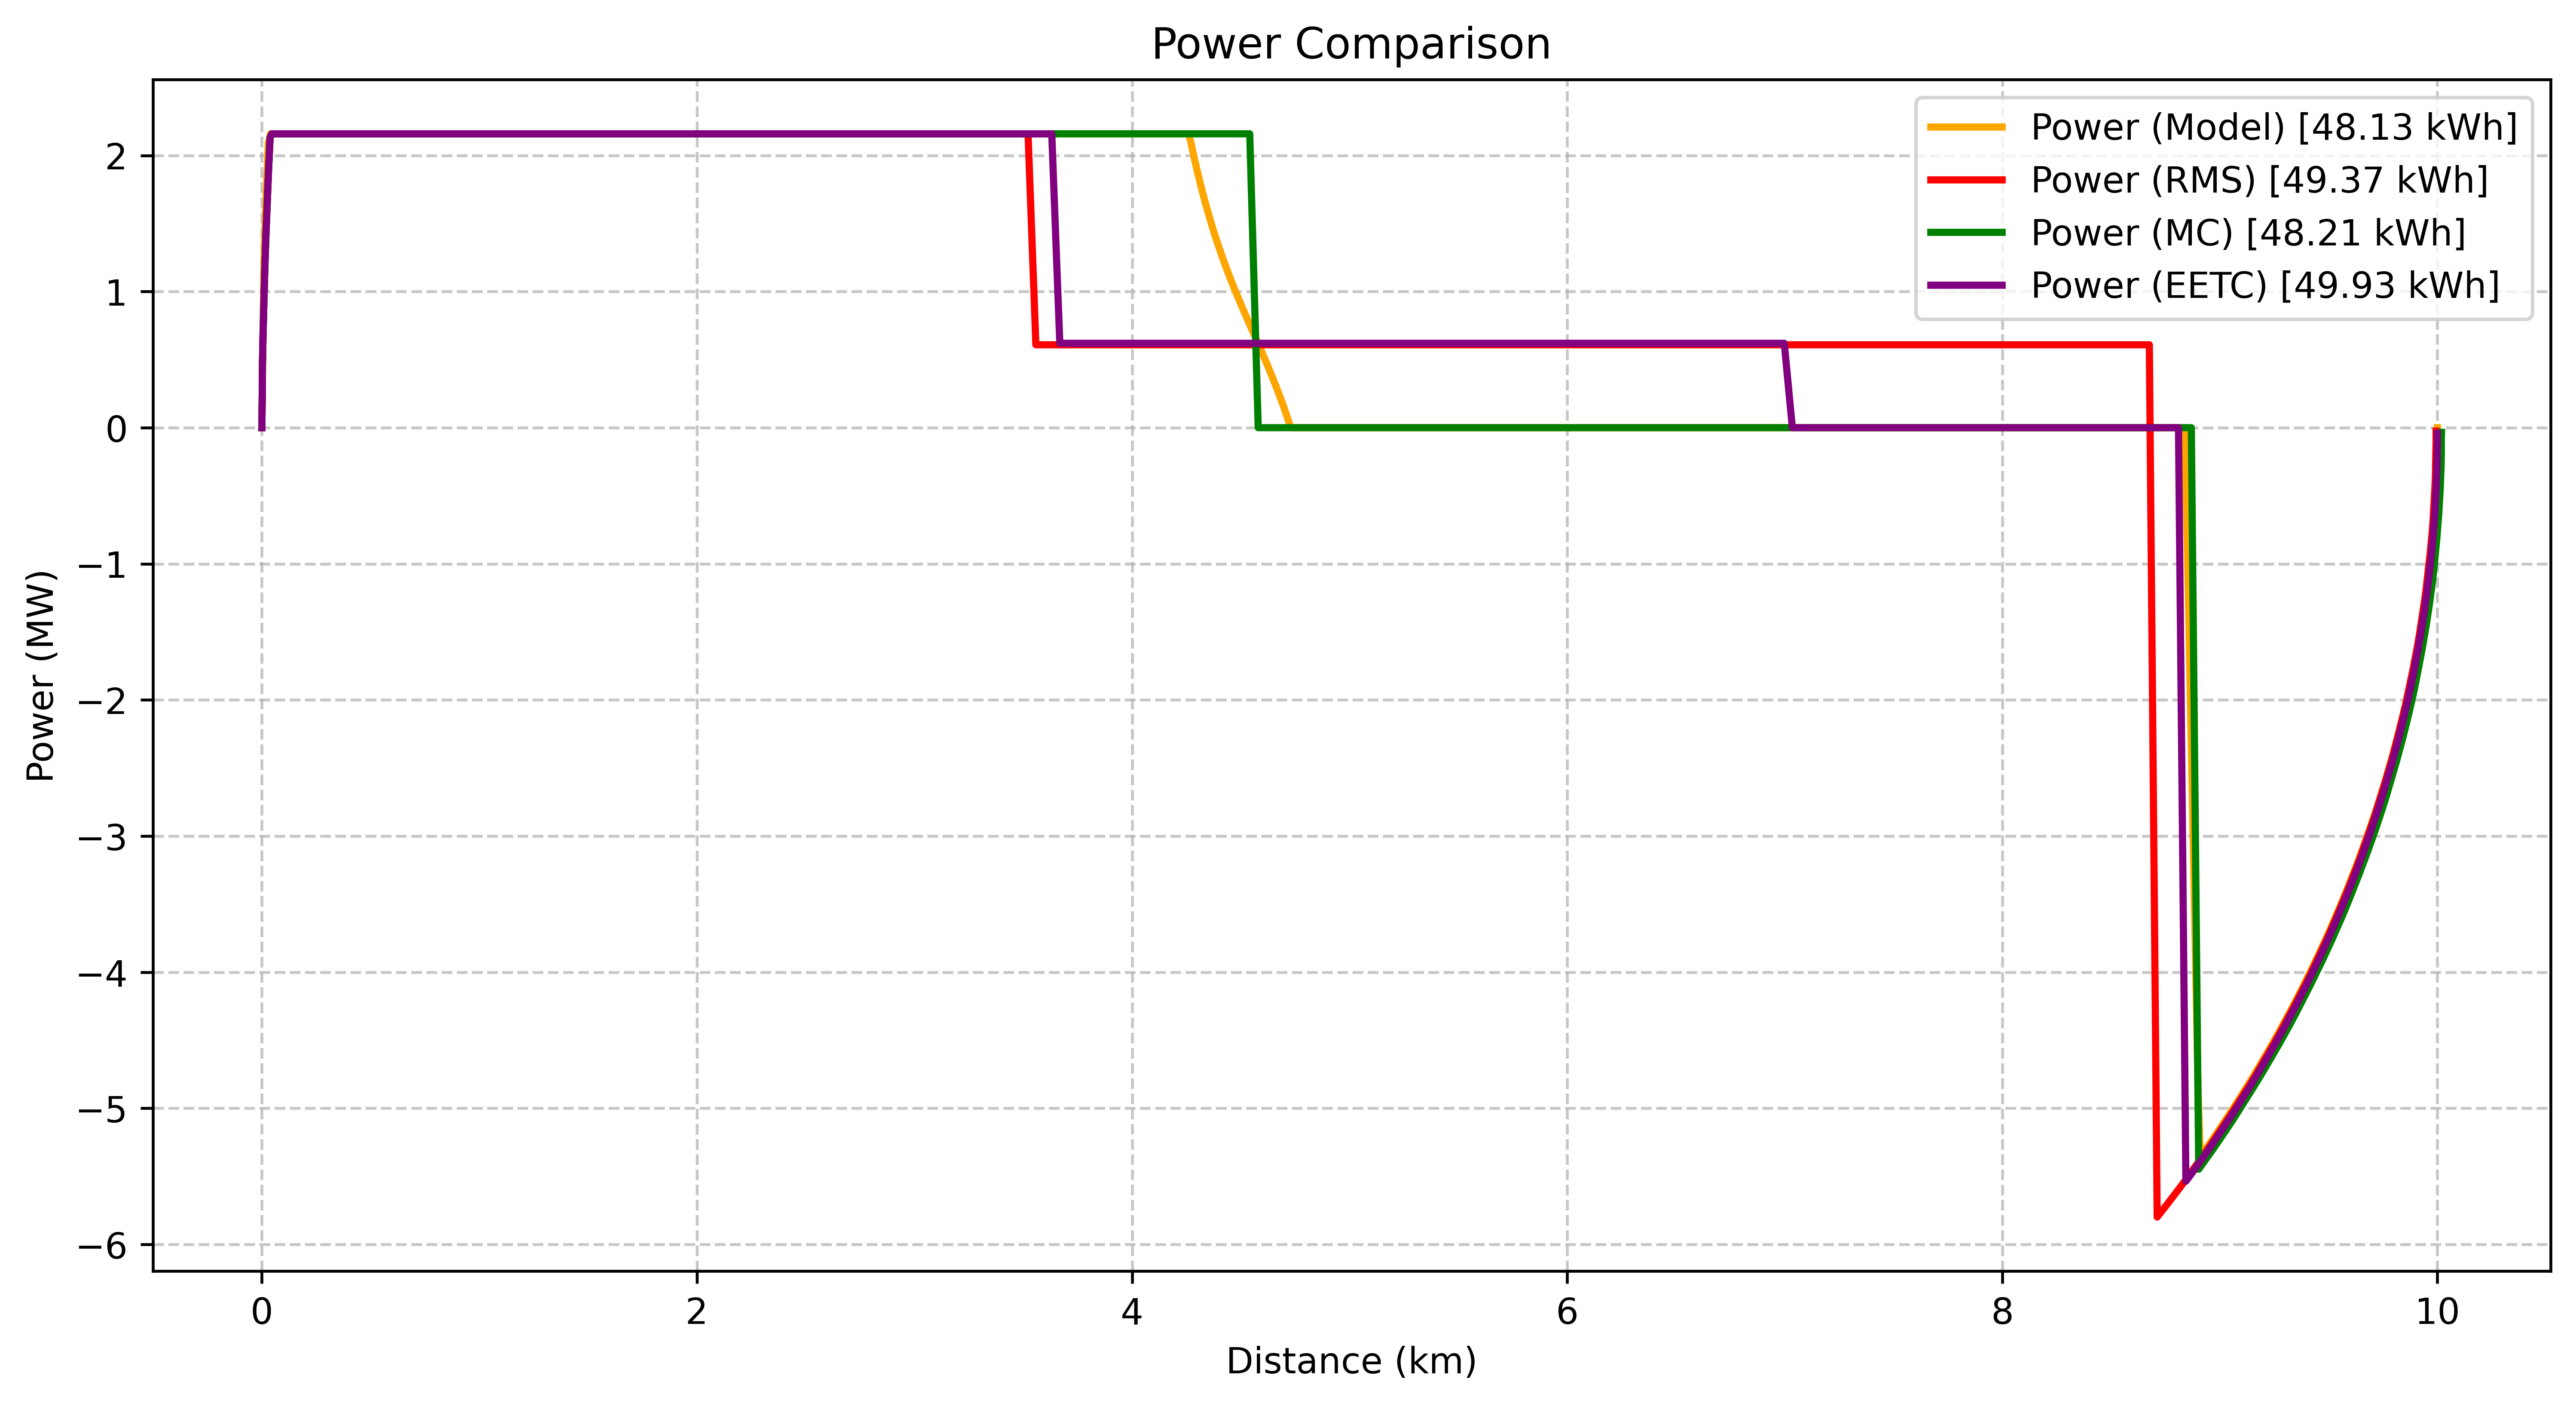 Power Comparison
Power (Model) [48.13 kWh]
Power (RMS) [49.37 kWh]
Power (MC) [48.21 kWh]
Power (EETC) [49.93 kWh]
Power (MW)
2
1
0
−1
−2
−3
−4
−5
−6
0 2 4 6 8 10
Distance (km)